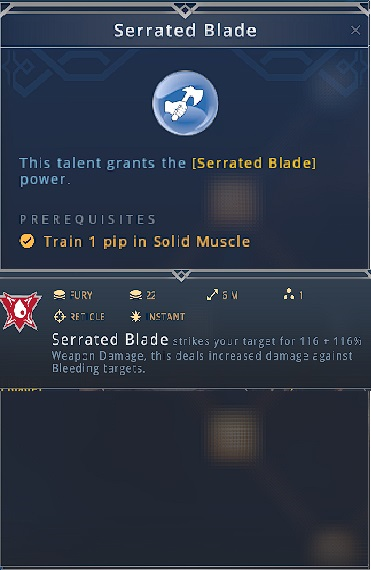 Serrated Blade
This talent grants the [Serrated Blade]
power.
PREREQUISITES
Train 1 pip in Solid Muscle
FURY 22 5 M 1
RETICLE INSTANT
Serrated Blade strikes your target for 116 + 116%
Weapon Damage, this deals increased damage against
Bleeding targets.